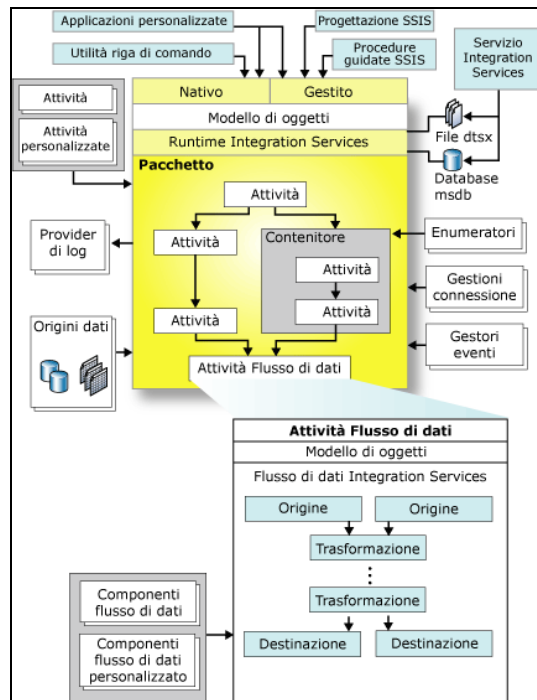 Applicazioni personalizzate
Progettazione SSIS
Utilità riga di comando
Procedure
guidate SSIS
Servizio
Integration
Services
Nativo
Gestito
Modello di oggetti
Runtime Integration Services
File dtsx
Database
msdb
Attività
Attività
personalizzate
Pacchetto
Attività
Attività
Contenitore
Attività
Attività
Attività
Attività Flusso di dati
Provider
di log
Origini dati
Enumeratori
Gestioni
connessione
Gestori
eventi
Attività Flusso di dati
Modello di oggetti
Flusso di dati Integration Services
Origine
Origine
Trasformazione
Trasformazione
Destinazione
Destinazione
Componenti
flusso di dati
Componenti
flusso di dati
personalizzato